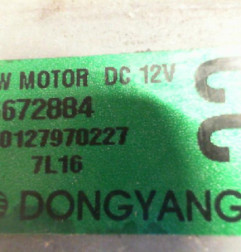 W MOTOR DC 12V
672884
0127970227
7L16
DONGYANG